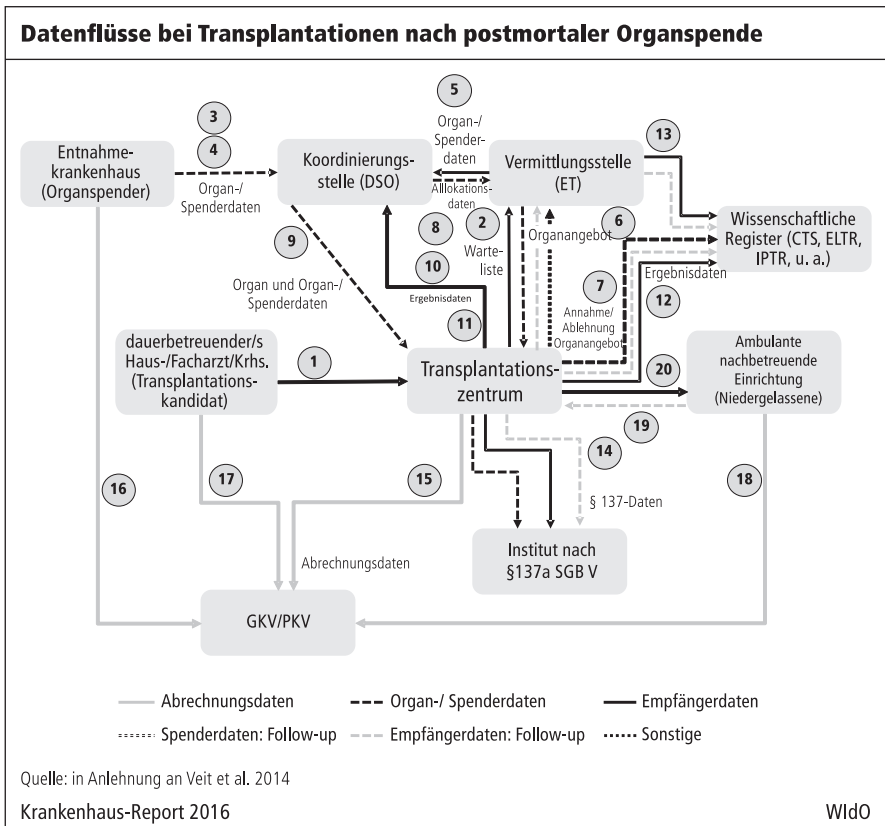 Datenflüsse bei Transplantationen nach postmortaler Organspende
3
4
5
Organ-/
Spender-
daten
13
Entnahme-
krankenhaus
(Organspender)
Organ-/
Spenderdaten
Koordinierungs-
stelle (DSO)
Alllokations-
daten
Vermittlungsstelle
(ET)
Wissenschaftliche
Register (CTS, ELTR,
IPTR, u. a.)
9
Organ und Organ-/
Spenderdaten
8
10
Ergebnisdaten
11
2
Warte-
liste
Organangebot
6
7
Annahme/
Ablehnung
Organangebot
Ergebnisdaten
12
dauerbetreuender/s
Haus-/Facharzt/Krhs.
(Transplantations-
kandidat)
1
Transplantations-
zentrum
20
19
Ambulante
nachbetreuende
Einrichtung
(Niedergelassene)
16
17
15
14
18
§ 137-Daten
Institut nach
§137a SGB V
Abrechnungsdaten
GKV/PKV
Abrechnungsdaten
Organ-/ Spenderdaten
Empfängerdaten
Spenderdaten: Follow-up
Empfängerdaten: Follow-up
Sonstige
Quelle: in Anlehnung an Veit et al. 2014
Krankenhaus-Report 2016
WIdO